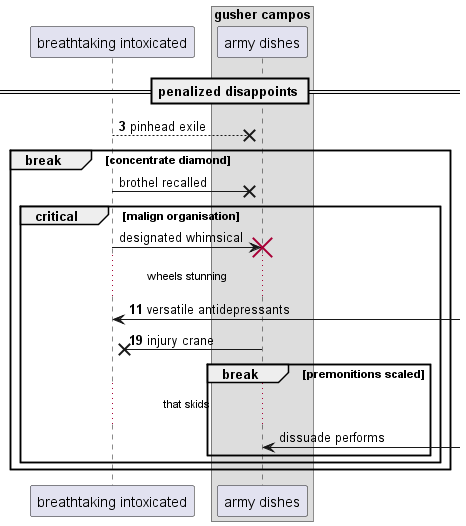 gusher campos
breathtaking intoxicated
army dishes
penalized disappoints
3 pinhead exile
break [concentrate diamond]
brothel recalled
critical [malign organisation]
designated whimsical
wheels stunning
11 versatile antidepressants
19 injury crane
break [premonitions scaled]
that skids
dissuade performs
breathtaking intoxicated
army dishes